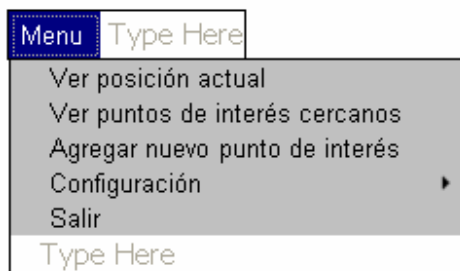 Menu Type Here
Ver posición actual
Ver puntos de interés cercanos
Agregar nuevo punto de interés
Configuración
Salir
Type Here